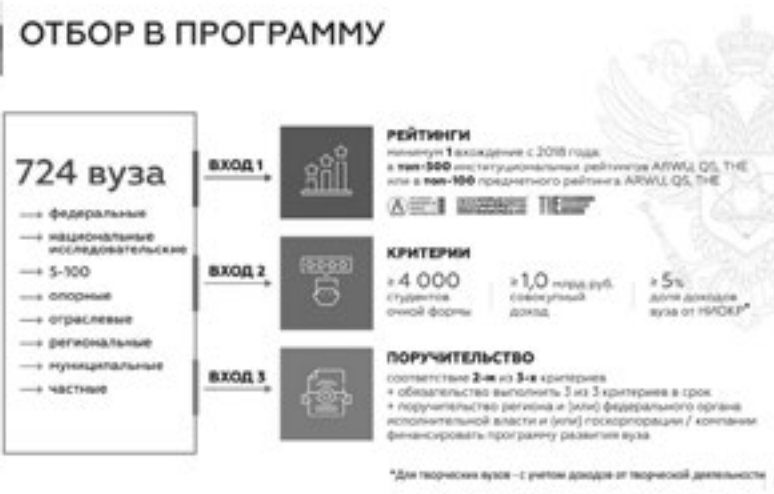 ОТБОР В ПРОГРАММУ
724 вуза
→ федеральные
→ национальные
исследовательские
→ 5-100
→ опорные
→ отраслевые
→ региональные
→ муниципальные
→ частные
ВХОД 1
РЕЙТИНГИ
минимум 1 вхождение с 2018 года:
в топ-500 институциональных рейтингов ARWU, QS, THE
или в топ-100 предметного рейтинга ARWU, QS, THE
ВХОД 2
КРИТЕРИИ
≥ 4 000
студентов
очной формы
≥ 1,0 млрд руб.
совокупный
доход
≥ 5%
доля доходов
вуза от НИОКР*
ВХОД 3
ПОРУЧИТЕЛЬСТВО
соответствие 2-м из 3-х критериев
+ обязательство выполнить 3 из 3 критериев в срок
+ поручительство региона и (или) федерального органа
исполнительной власти и (или) госкорпорации / компании
финансировать программу развития вуза
*Для творческих вузов – с учетом доходов от творческой деятельности